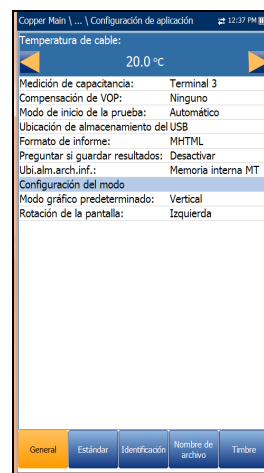 Copper Main \ ... \ Configuración de aplicación 12:37 PM
Temperatura de cable:
20.0 ºC
Medición de capacitancia: Terminal 3
Compensación de VOP: Ninguno
Modo de inicio de la prueba: Automático
Ubicación de almacenamiento del USB
Formato de informe: MHTML
Preguntar si guardar resultados: Desactivar
Ubi.alm.arch.inf.: Memoria interna MT
Configuración del modo
Modo gráfico predeterminado: Vertical
Rotación de la pantalla: Izquierda
General Estándar Identificación Nombre de archivo Timbre